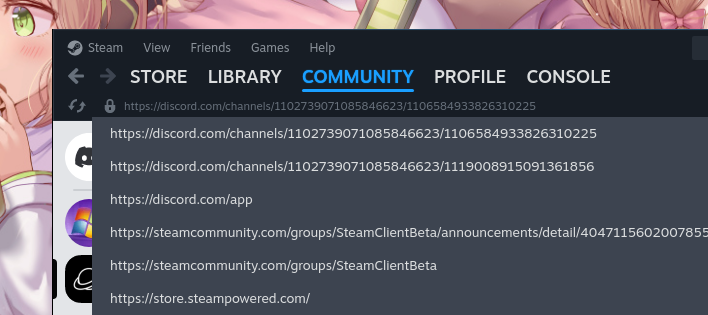 Steam View Friends Games Help
STORE LIBRARY COMMUNITY PROFILE CONSOLE
https://discord.com/channels/1102739071085846623/1106584933826310225
https://discord.com/channels/1102739071085846623/1106584933826310225
https://discord.com/channels/1102739071085846623/1119008915091361856
https://discord.com/app
https://steamcommunity.com/groups/SteamClientBeta/announcements/detail/4047115602007855
https://steamcommunity.com/groups/SteamClientBeta
https://store.steampowered.com/